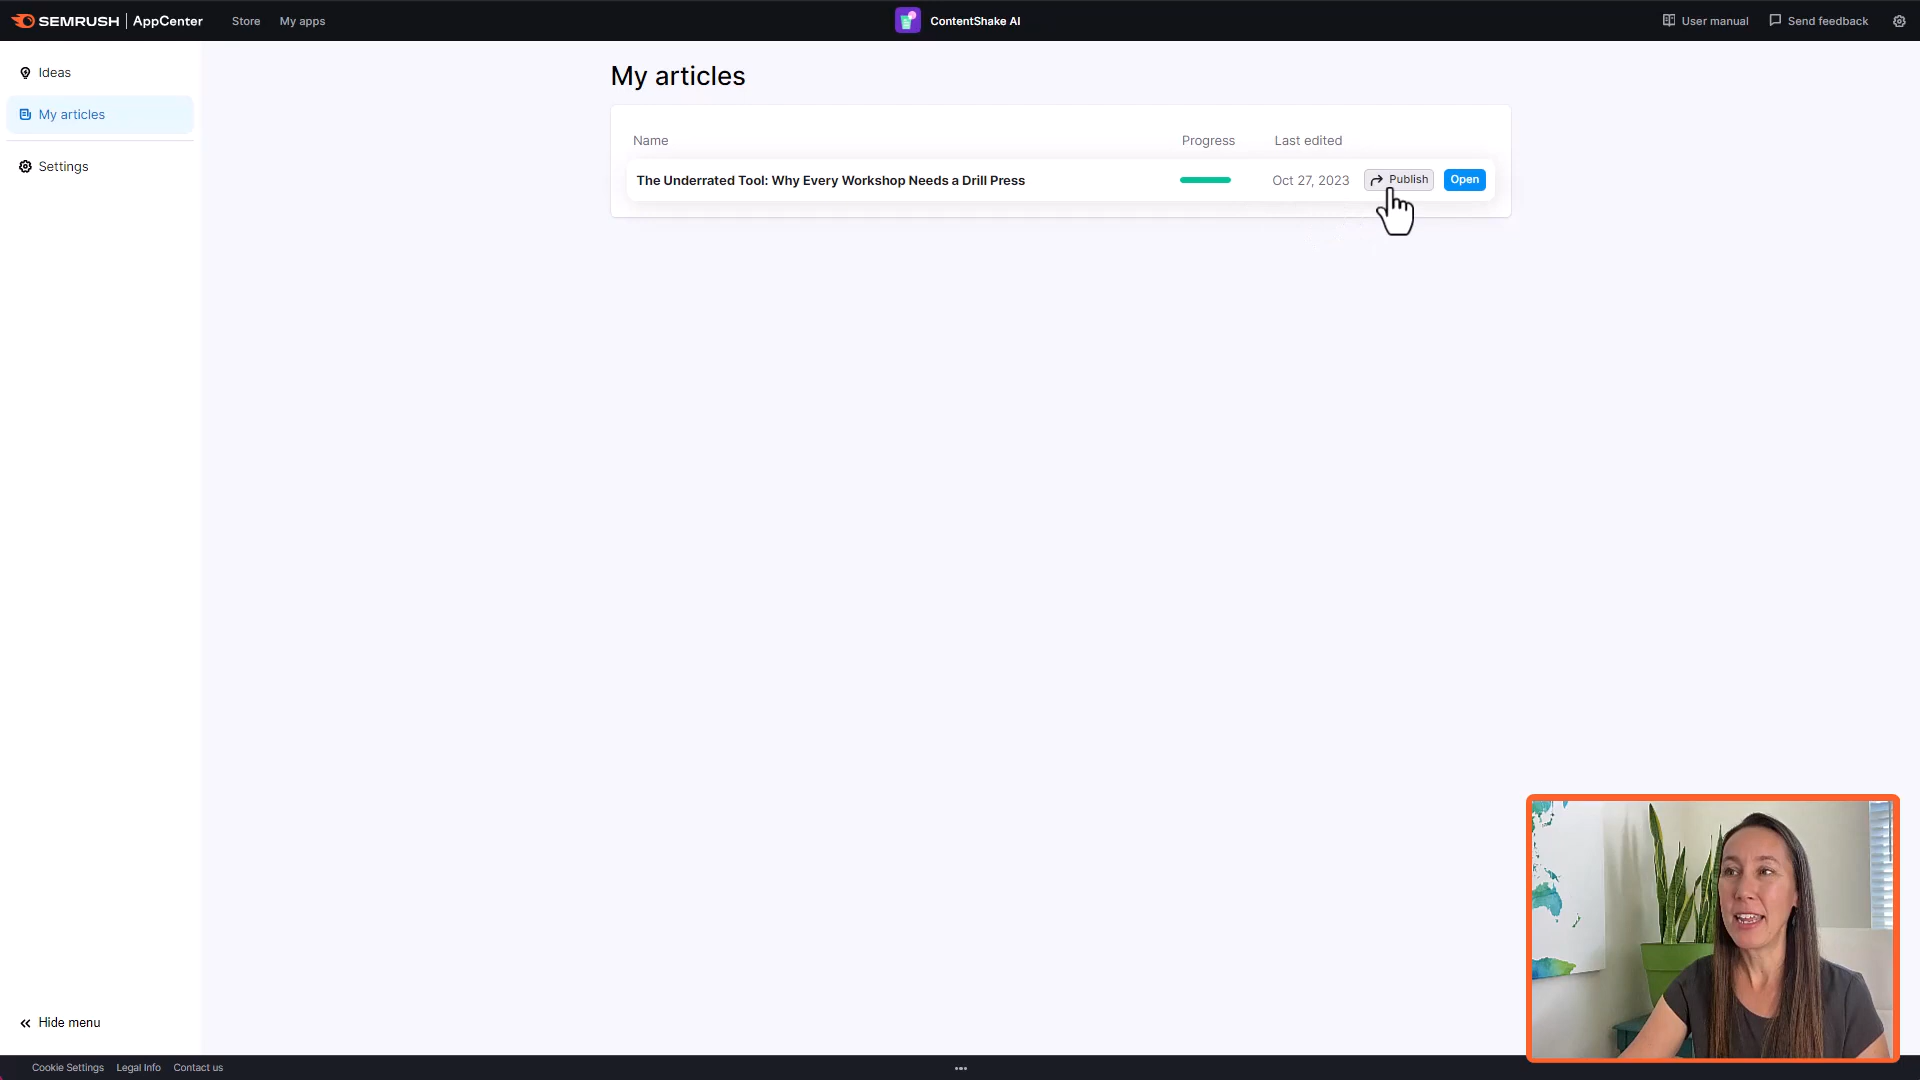 SEMRUSH AppCenter Store My apps ContentShake AI User manual Send feedback
Ideas
My articles
Settings
Hide menu
My articles
Name Progress Last edited
The Underrated Tool: Why Every Workshop Needs a Drill Press Oct 27, 2023 Publish Open
Cookie Settings Legal Info Contact us